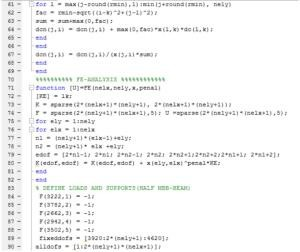 61 - for l = max(j-round(rmin),1):min(j+round(rmin), nely)
62 - fac = rmin-sqrt((i-k)^2+(j-l)^2);
63 - sum = sum+max(0,fac);
64 - dcn(j,i) = dcn(j,i) + max(0,fac)*x(l,k)*dc(l,k);
65 - end
66 - end
67 - dcn(j,i) = dcn(j,i)/(x(j,i)*sum);
68 - end
69 - end
70 %%%%%%%%%% FE-ANALYSIS %%%%%%%%%%%%
71 function [U]=FE(nelx,nely,x,penal)
72 - [KE] = lk;
73 - K = sparse(2*(nelx+1)*(nely+1), 2*(nelx+1)*(nely+1));
74 - F = sparse(2*(nely+1)*(nelx+1),5); U =sparse(2*(nely+1)*(nelx+1),5);
75 - for ely = 1:nely
76 - for elx = 1:nelx
77 - n1 = (nely+1)*(elx-1)+ely;
78 - n2 = (nely+1)* elx +ely;
79 - edof = [2*n1-1; 2*n1; 2*n2-1; 2*n2; 2*n2+1;2*n2+2;2*n1+1; 2*n1+2];
80 - K(edof,edof) = K(edof,edof) + x(ely,elx)^penal*KE;
81 - end
82 - end
83 % DEFINE LOADS AND SUPPORTS(HALF MBB-BEAM)
84 - F(3222,1) = -1;
85 - F(3782,2) = -1;
86 - F(2662,3) = -1;
87 - F(2942,4) = -1;
88 - F(3502,5) = -1;
89 - fixeddofs = [3920:2*(nely+1):4620];
90 - alldofs = [1:2*(nely+1)*(nelx+1)];